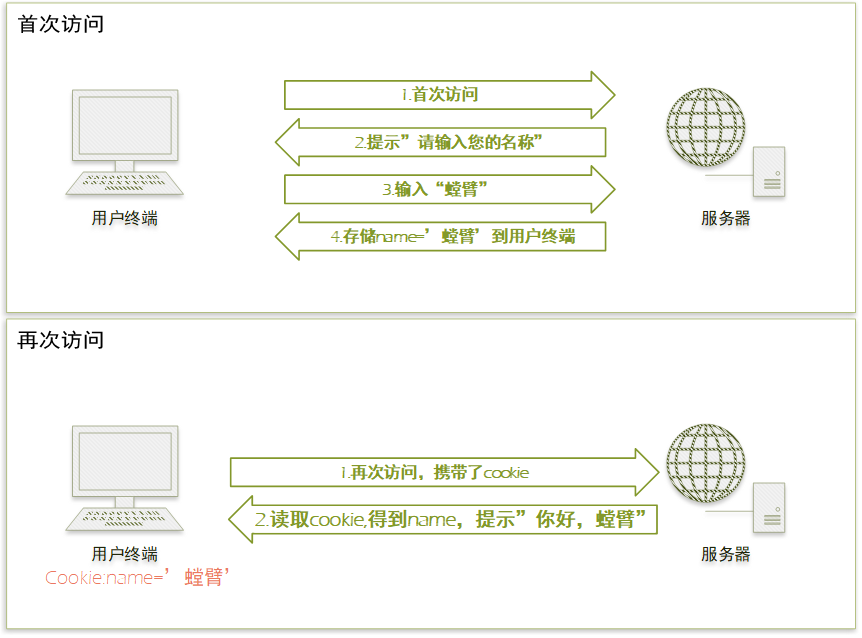 首次访问
1.首次访问
2.提示”请输入您的名称”
3.输入“螳臂”
4.存储name=’螳臂’到用户终端
用户终端
服务器
再次访问
1.再次访问，携带了cookie
2.读取cookie,得到name，提示”你好，螳臂”
用户终端
服务器
Cookie:name=’螳臂’